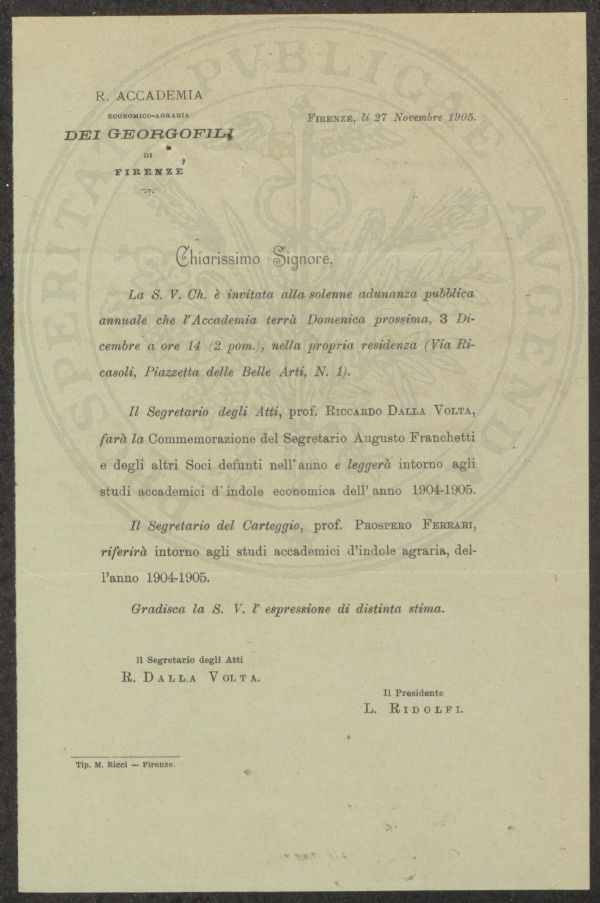 R. ACCADEMIA
ECONOMICO-AGRARIA
DEI GEORGOFILI
DI
FIRENZE
FIRENZE, li 27 Novembre 1905.
Chiarissimo Signore,
La S. V. Ch. è invitata alla solenne adunanza pubblica
annuale che l'Accademia terrà Domenica prossima, 3 Di-
cembre a ore 14 (2 pom.), nella propria residenza (Via Ri-
casoli, Piazzetta delle Belle Arti, N. 1).
Il Segretario degli Atti, prof. RICCARDO DALLA VOLTA,
farà la Commemorazione del Segretario Augusto Franchetti
e degli altri Soci defunti nell'anno e leggerà intorno agli
studi accademici d'indole economica dell'anno 1904-1905.
Il Segretario del Carteggio, prof. PROSPERO FERRARI,
riferirà intorno agli studi accademici d'indole agraria, del-
l'anno 1904-1905.
Gradisca la S. V. l'espressione di distinta stima.
Il Segretario degli Atti
R. DALLA VOLTA.
Il Presidente
L. RIDOLFI.
Tip. M. Ricci — Firenze.
PROSPERITATI PVBLICAE AVGENDAE